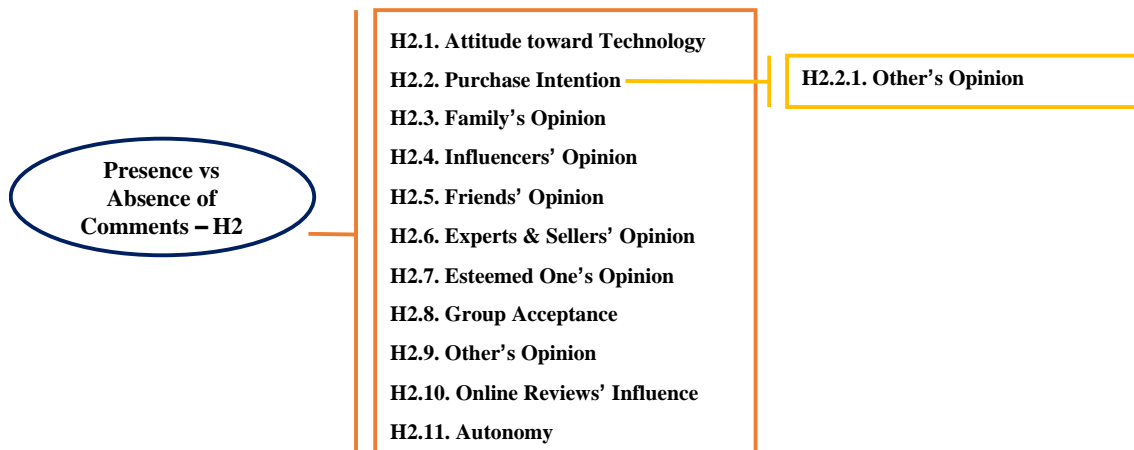 Presence vs
Absence of
Comments – H2
H2.1. Attitude toward Technology
H2.2. Purchase Intention
H2.3. Family’s Opinion
H2.4. Influencers’ Opinion
H2.5. Friends’ Opinion
H2.6. Experts & Sellers’ Opinion
H2.7. Esteemed One’s Opinion
H2.8. Group Acceptance
H2.9. Other’s Opinion
H2.10. Online Reviews’ Influence
H2.11. Autonomy
H2.2.1. Other’s Opinion